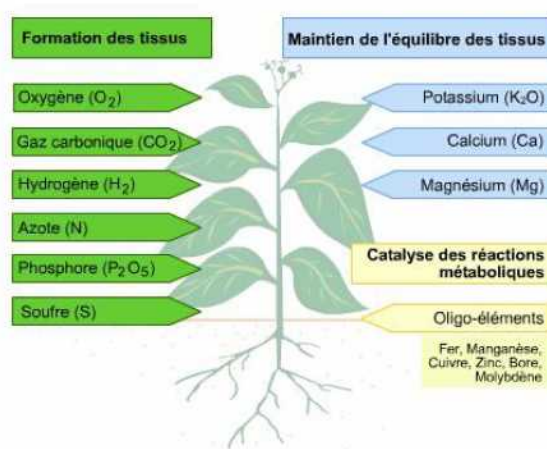 Formation des tissus
Oxygène (O₂)
Gaz carbonique (CO₂)
Hydrogène (H₂)
Azote (N)
Phosphore (P₂O₅)
Soufre (S)
Maintien de l'équilibre des tissus
Potassium (K₂O)
Calcium (Ca)
Magnésium (Mg)
Catalyse des réactions
métaboliques
Oligo-éléments
Fer, Manganèse,
Cuivre, Zinc, Bore,
Molybdène